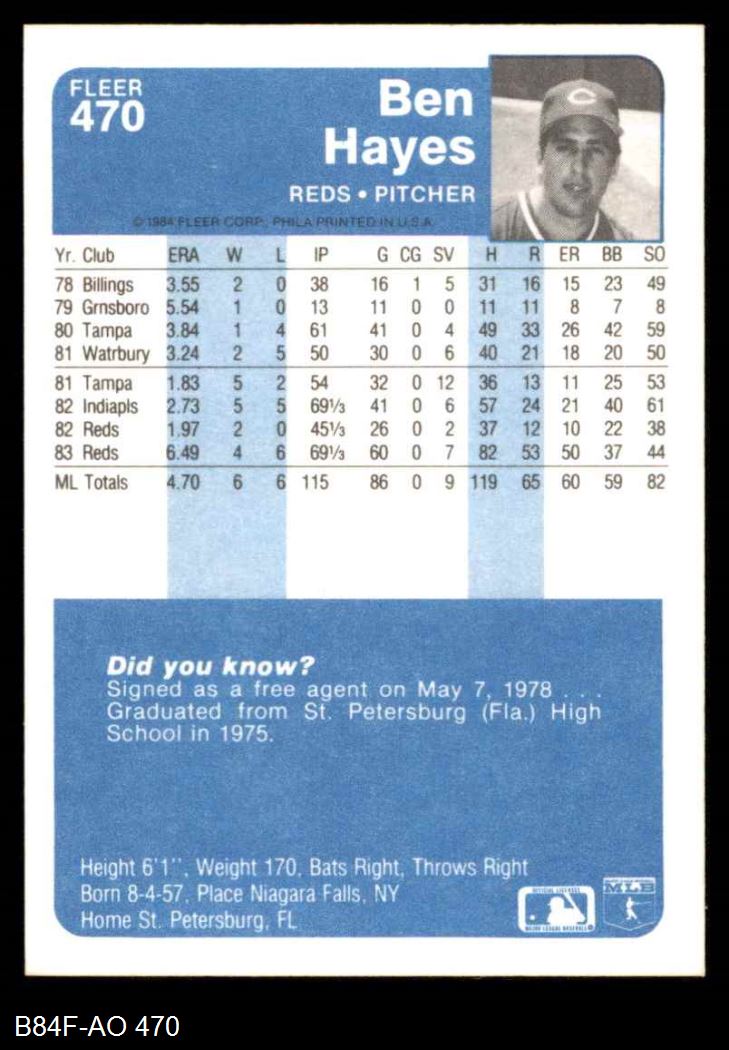 FLEER
470
Ben
Hayes
REDS • PITCHER
© 1984 FLEER CORP., PHILA PRINTED IN U.S.A.
C
Yr. Club ERA W L IP G CG SV H R ER BB SO
78 Billings 3.55 2 0 38 16 1 5 31 16 15 23 49
79 Grnsboro 5.54 1 0 13 11 0 0 11 11 8 7 8
80 Tampa 3.84 1 4 61 41 0 4 49 33 26 42 59
81 Watrbury 3.24 2 5 50 30 0 6 40 21 18 20 50
81 Tampa 1.83 5 2 54 32 0 12 36 13 11 25 53
82 Indiapls 2.73 5 5 69⅓ 41 0 6 57 24 21 40 61
82 Reds 1.97 2 0 45⅓ 26 0 2 37 12 10 22 38
83 Reds 6.49 4 6 69⅓ 60 0 7 82 53 50 37 44
ML Totals 4.70 6 6 115 86 0 9 119 65 60 59 82
Did you know?
Signed as a free agent on May 7, 1978 . . .
Graduated from St. Petersburg (Fla.) High
School in 1975.
Height 6'1'', Weight 170, Bats Right, Throws Right
Born 8-4-57, Place Niagara Falls, NY
Home St. Petersburg, FL
MAJOR LEAGUE BASEBALL
MLB
B84F-AO 470